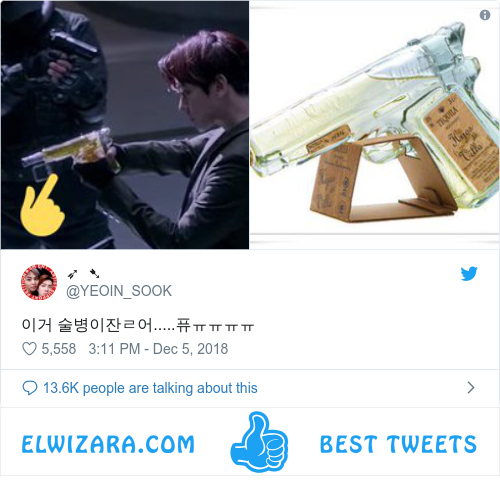 TEQUILA
➶ ➷
@YEOIN_SOOK
이거 술병이잔ㄹ어.....퓨ㅠㅠㅠㅠ
5,558 3:11 PM - Dec 5, 2018
13.6K people are talking about this
ELWIZARA.COM BEST TWEETS